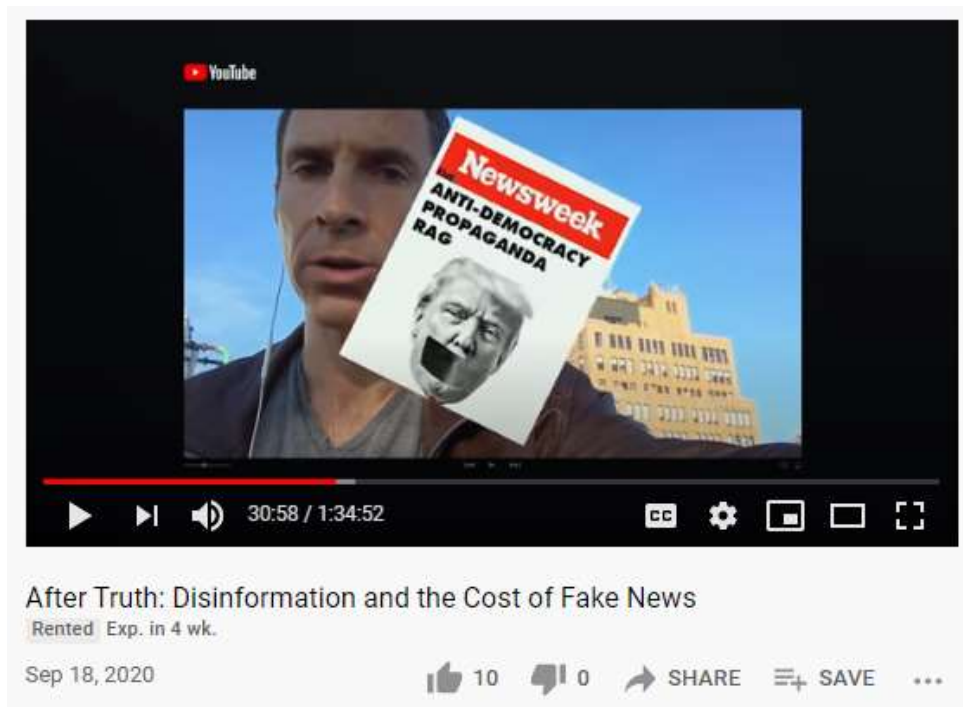 YouTube
Newsweek
ANTI-DEMOCRACY
PROPAGANDA
RAG
30:58 / 1:34:52
CC
After Truth: Disinformation and the Cost of Fake News
Rented Exp. in 4 wk.
Sep 18, 2020
10 0 SHARE SAVE